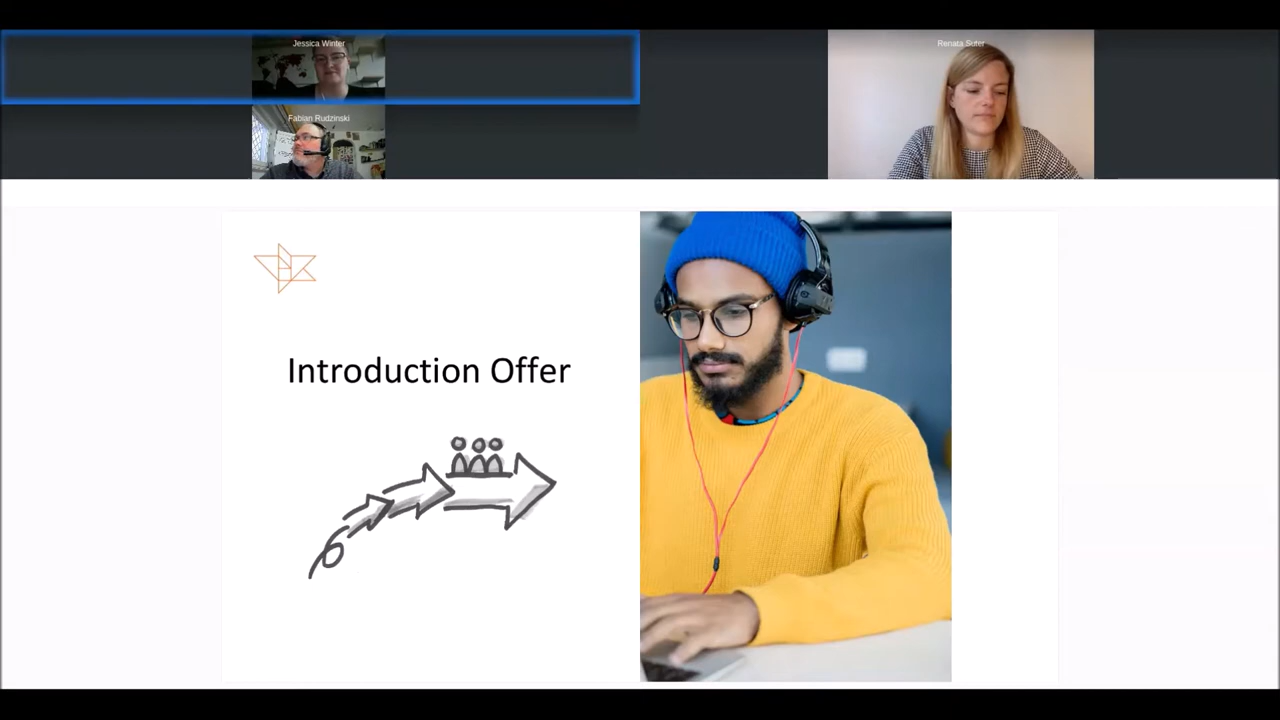 Jessica Winter
Renata Suter
Fabian Rudzinski
Introduction Offer